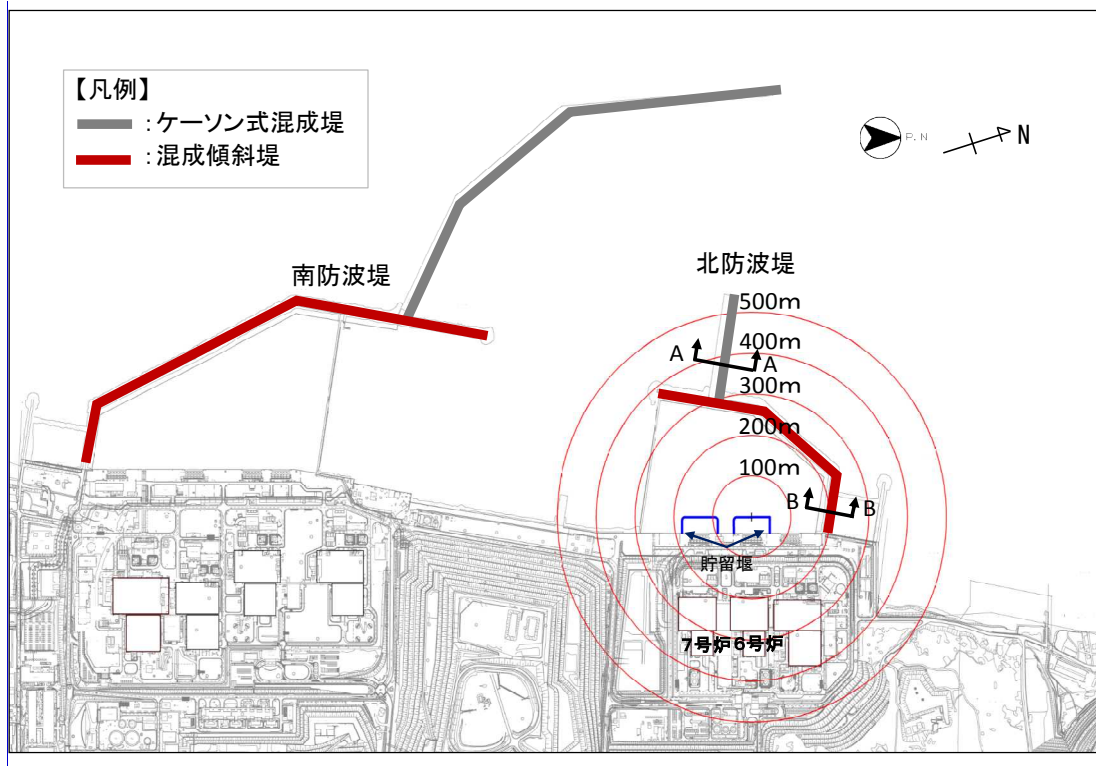 【凡例】
：ケーソン式混成堤
：混成傾斜堤
P.N
N
南防波堤
北防波堤
500m
400m
A
A
300m
200m
100m
B
B
貯留堰
7号炉 6号炉